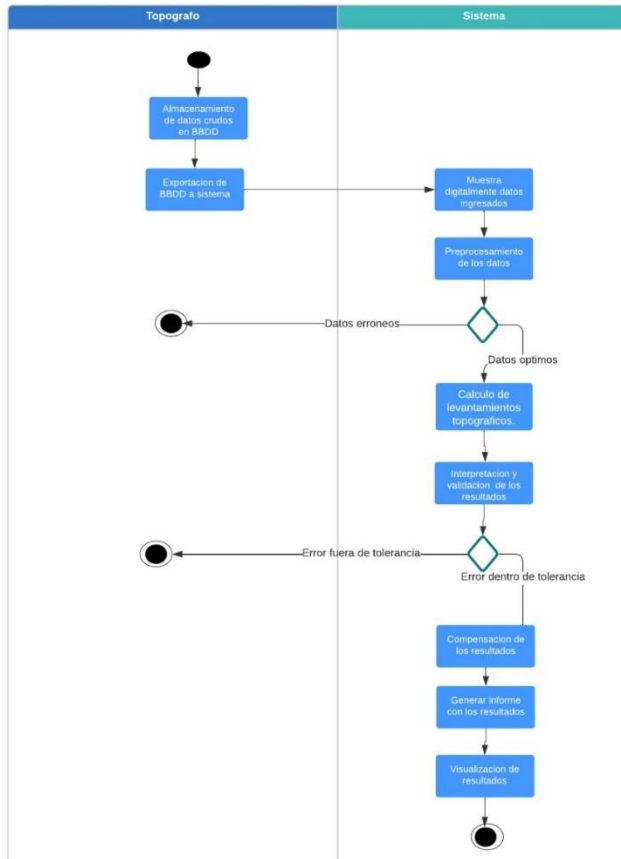 Topografo
Sistema
Almacenamiento
de datos crudos
en BBDD
Exportacion de
BBDD a sistema
Muestra
digitalmente datos
ingresados
Preprocesamiento
de los datos
Datos erroneos
Datos optimos
Calculo de
levantamientos
topograficos.
Interpretacion y
validacion de los
resultados
Error fuera de tolerancia
Error dentro de tolerancia
Compensacion de
los resultados
Generar informe
con los resultados
Visualizacion de
resultados